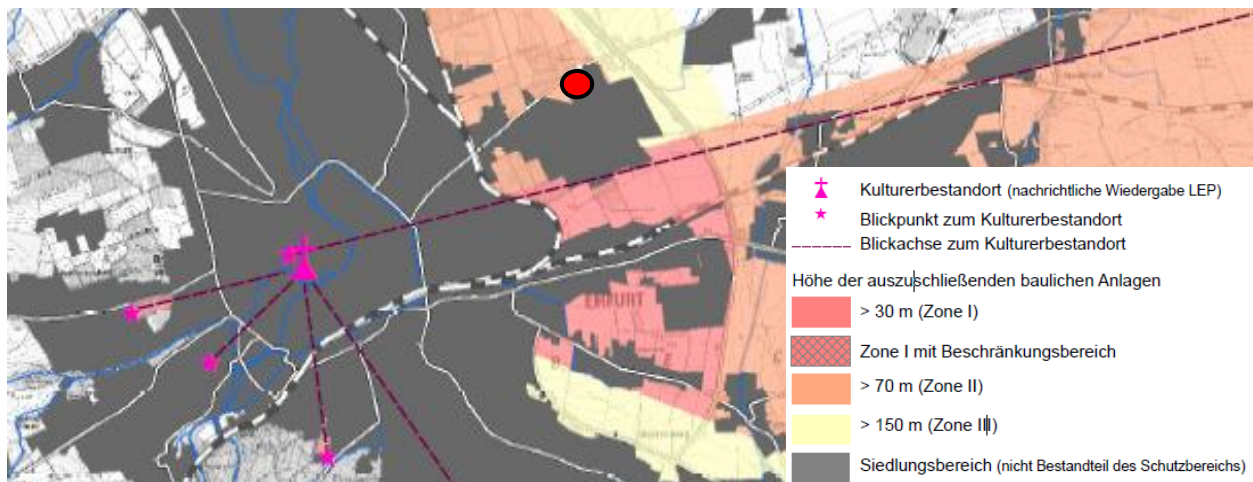 ERFURT
Kulturerbestandort (nachrichtliche Wiedergabe LEP)
Blickpunkt zum Kulturerbestandort
Blickachse zum Kulturerbestandort
Höhe der auszuschließenden baulichen Anlagen
> 30 m (Zone I)
Zone I mit Beschränkungsbereich
> 70 m (Zone II)
> 150 m (Zone III)
Siedlungsbereich (nicht Bestandteil des Schutzbereichs)